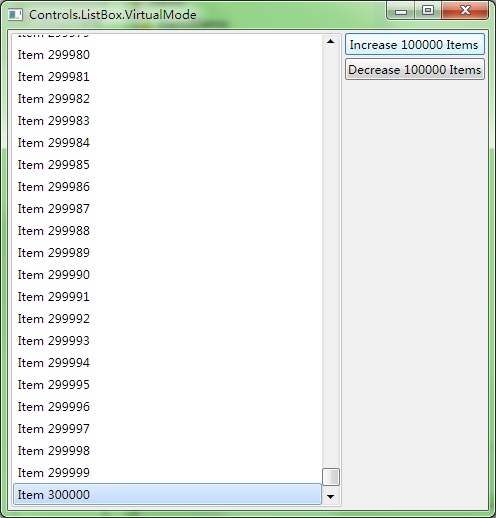 Controls.ListBox.VirtualMode
Item 299979
Item 299980
Item 299981
Item 299982
Item 299983
Item 299984
Item 299985
Item 299986
Item 299987
Item 299988
Item 299989
Item 299990
Item 299991
Item 299992
Item 299993
Item 299994
Item 299995
Item 299996
Item 299997
Item 299998
Item 299999
Item 300000
Increase 100000 Items
Decrease 100000 Items